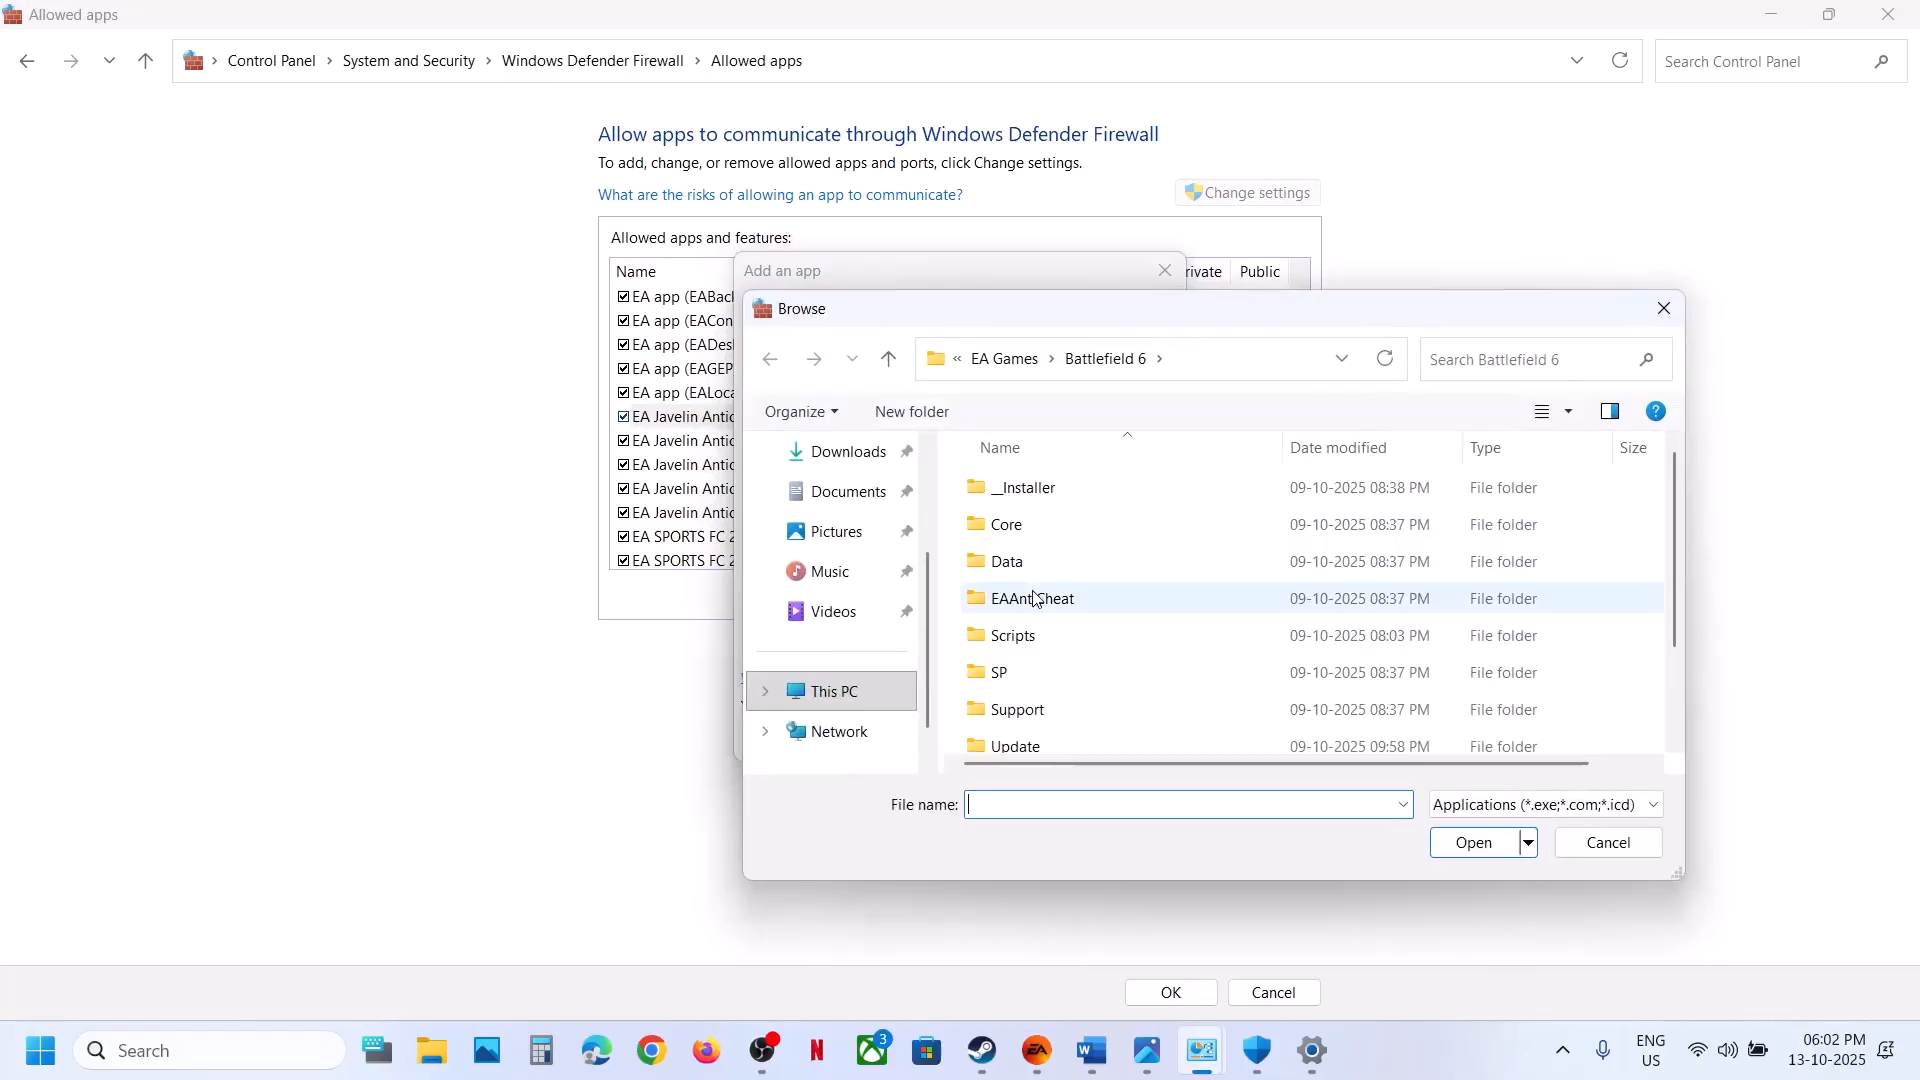 Allowed apps
Control Panel > System and Security > Windows Defender Firewall > Allowed apps
Search Control Panel
Allow apps to communicate through Windows Defender Firewall
To add, change, or remove allowed apps and ports, click Change settings.
What are the risks of allowing an app to communicate?
Change settings
Allowed apps and features:
Name
rivate
Public
EA app (EABac
EA app (EACon
EA app (EADes
EA app (EAGEP
EA app (EALoca
EA Javelin Antic
EA Javelin Antic
EA Javelin Antic
EA Javelin Antic
EA Javelin Antic
EA SPORTS FC 2
EA SPORTS FC 2
Add an app
Browse
« EA Games > Battlefield 6 >
Search Battlefield 6
Organize
New folder
Downloads
Documents
Pictures
Music
Videos
This PC
Network
Name Date modified Type Size
__Installer 09-10-2025 08:38 PM File folder
Core 09-10-2025 08:37 PM File folder
Data 09-10-2025 08:37 PM File folder
EAAntiCheat 09-10-2025 08:37 PM File folder
Scripts 09-10-2025 08:03 PM File folder
SP 09-10-2025 08:37 PM File folder
Support 09-10-2025 08:37 PM File folder
Update 09-10-2025 09:58 PM File folder
File name:
Applications (*.exe;*.com;*.icd)
Open
Cancel
OK
Cancel
Search
3
ENG
US
06:02 PM
13-10-2025